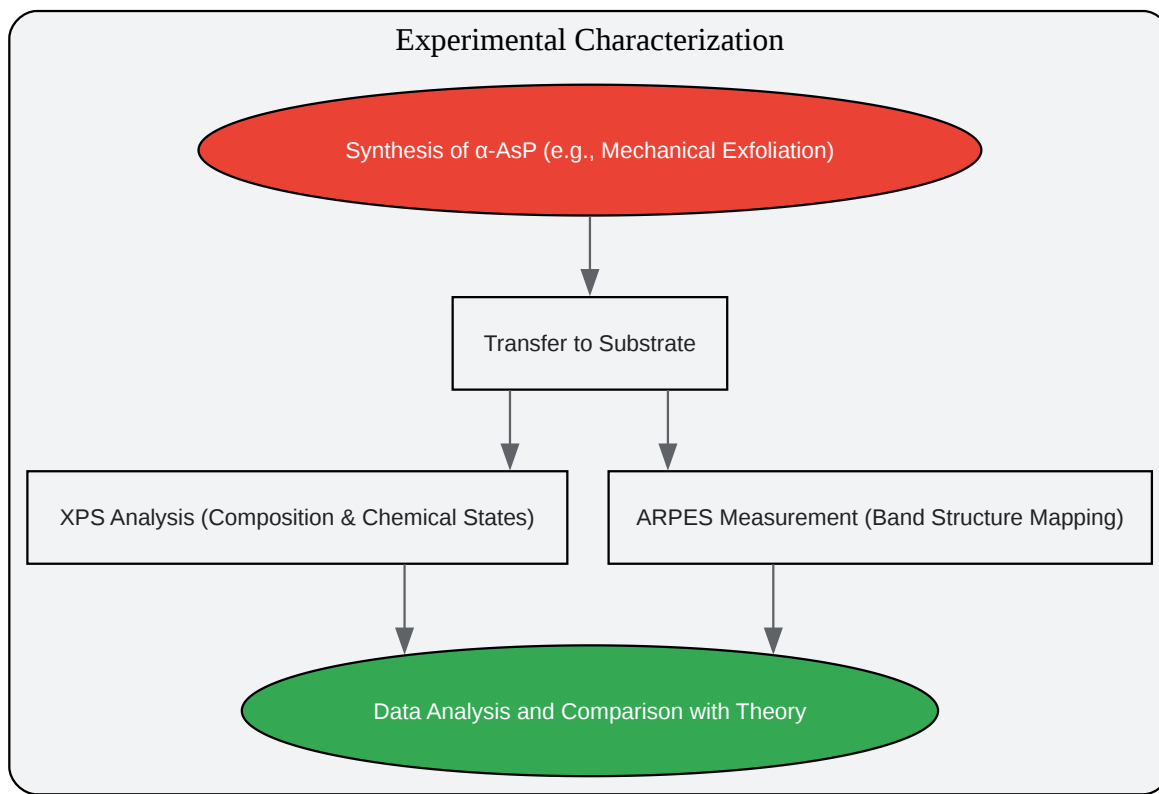 Experimental Characterization
Synthesis of α-AsP (e.g., Mechanical Exfoliation)
Transfer to Substrate
XPS Analysis (Composition & Chemical States)
ARPES Measurement (Band Structure Mapping)
Data Analysis and Comparison with Theory